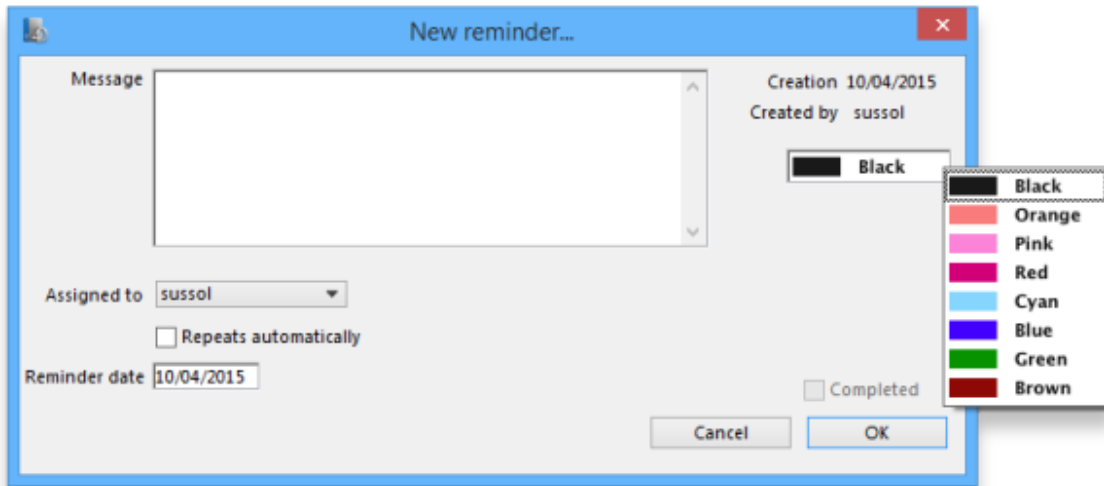 New reminder...
Message
Creation 10/04/2015
Created by sussol
Black
Black
Orange
Pink
Red
Cyan
Blue
Green
Brown
Assigned to sussol
Repeats automatically
Reminder date 10/04/2015
Completed
Cancel OK